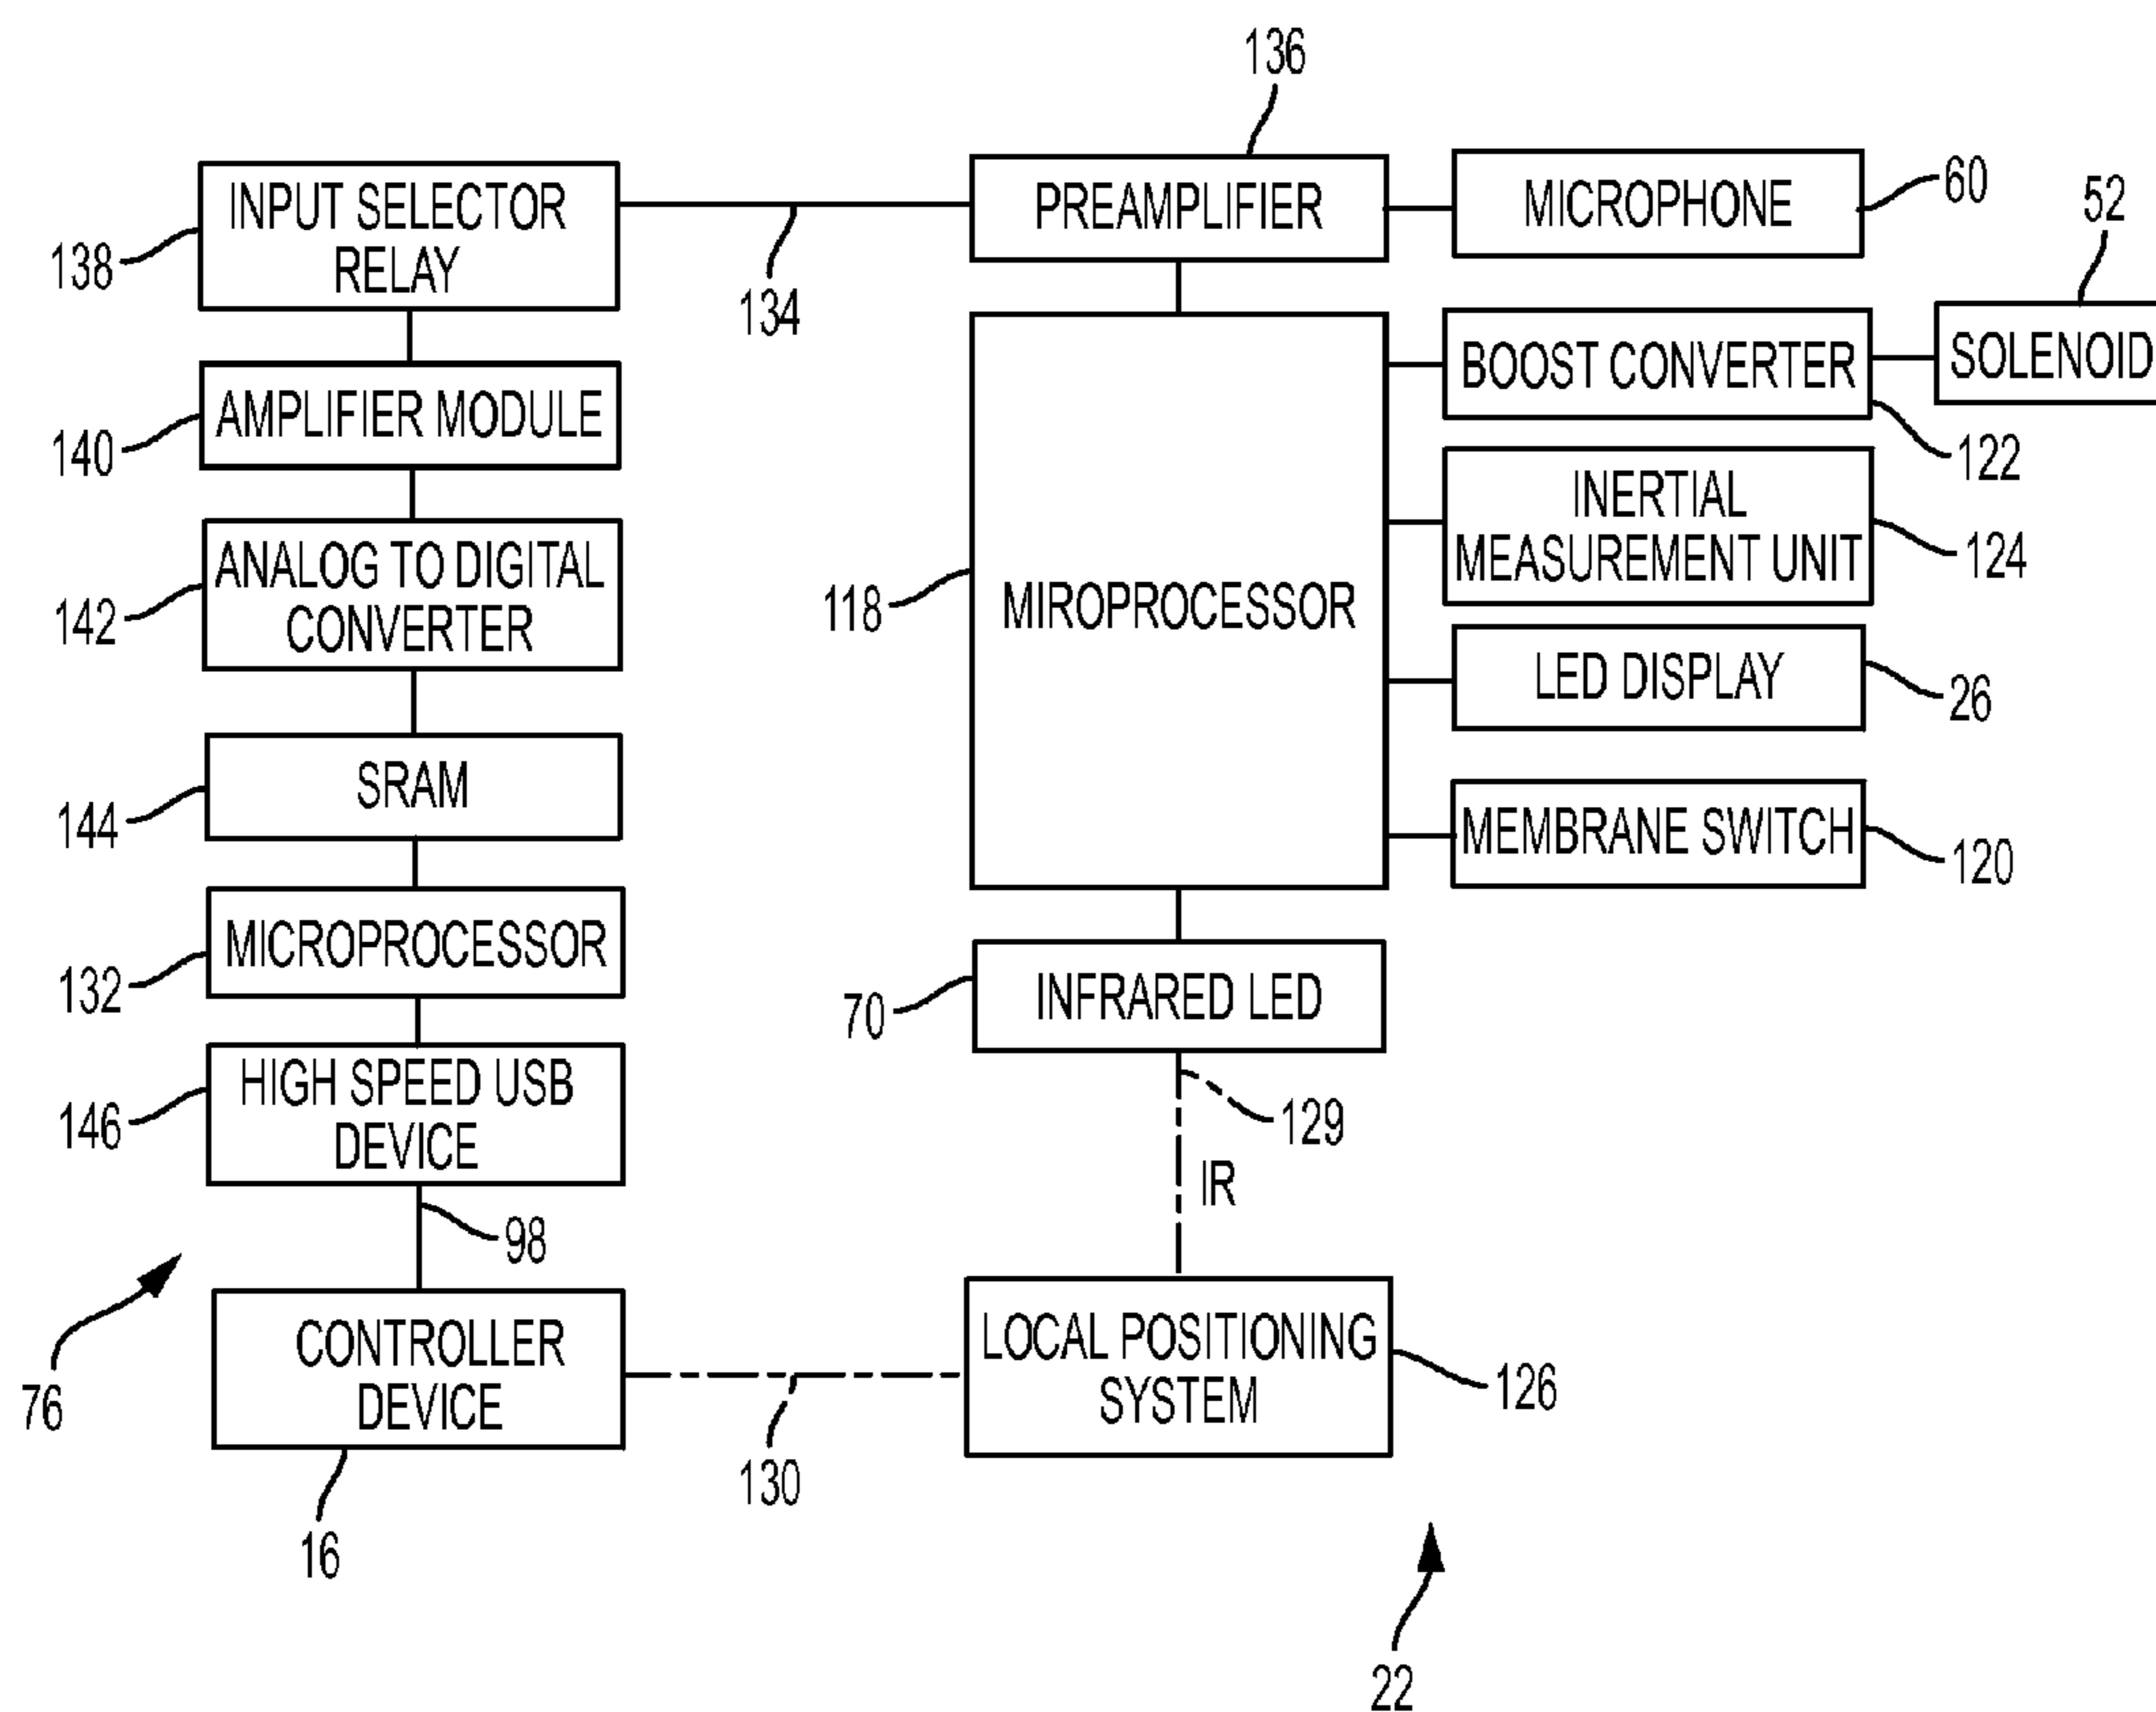 136
INPUT SELECTOR
RELAY
138
134
PREAMPLIFIER
MICROPHONE
60
52
SOLENOID
BOOST CONVERTER
122
AMPLIFIER MODULE
140
INERTIAL
MEASUREMENT UNIT
124
ANALOG TO DIGITAL
CONVERTER
142
118
MIROPROCESSOR
LED DISPLAY
26
SRAM
144
MEMBRANE SWITCH
120
MICROPROCESSOR
132
INFRARED LED
70
HIGH SPEED USB
DEVICE
146
129
IR
98
76
CONTROLLER
DEVICE
16
130
LOCAL POSITIONING
SYSTEM
126
22